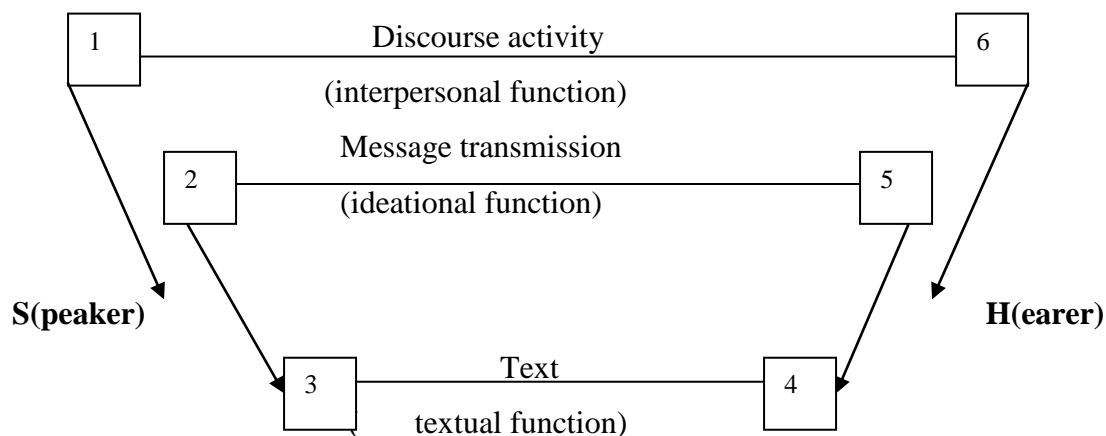 1
Discourse activity
6
(interpersonal function)
Message transmission
2
5
(ideational function)
S(peaker)
H(earer)
3
Text
4
( textual function)